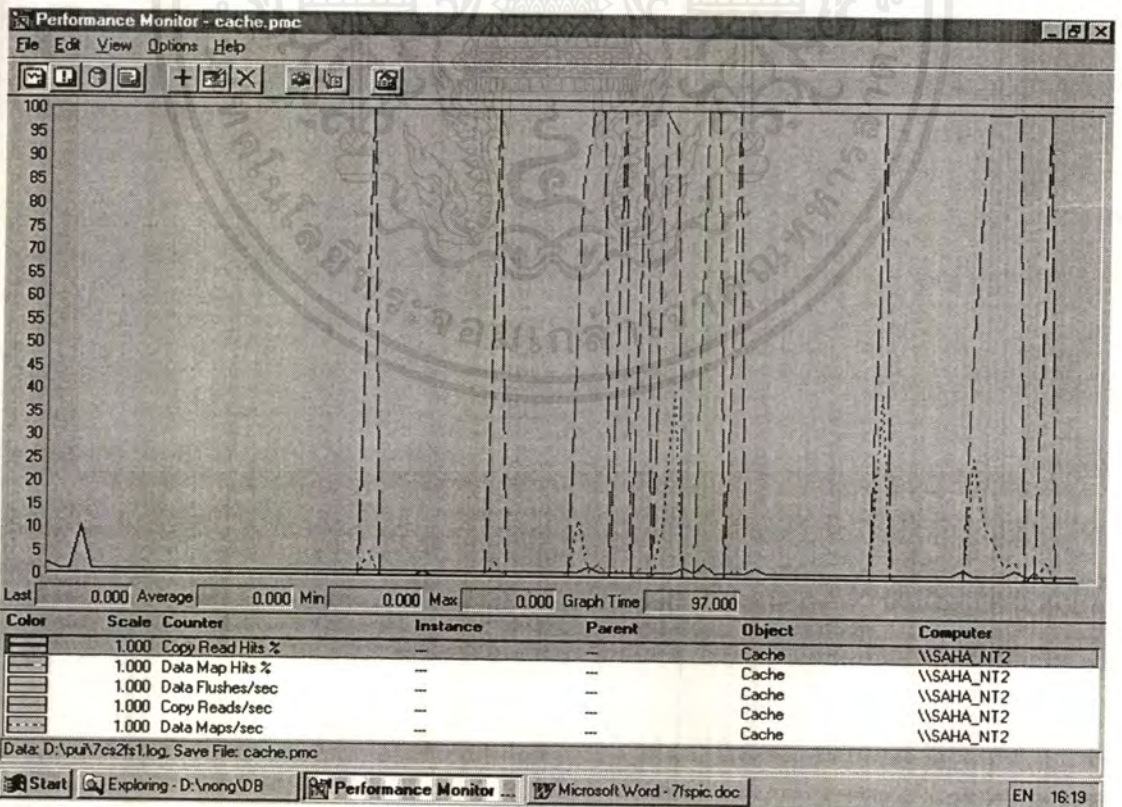 Performance Monitor - cache.pmc
File Edit View Options Help
100
95
90
85
80
75
70
65
60
55
50
45
40
35
30
25
20
15
10
5
0
Last 0.000 Average 0.000 Min 0.000 Max 0.000 Graph Time 97.000
Color Scale Counter Instance Parent Object Computer
1.000 Copy Read Hits % --- --- Cache \\SAHA_NT2
1.000 Data Map Hits % --- --- Cache \\SAHA_NT2
1.000 Data Flushes/sec --- --- Cache \\SAHA_NT2
1.000 Copy Reads/sec --- --- Cache \\SAHA_NT2
1.000 Data Maps/sec --- --- Cache \\SAHA_NT2
Data: D:\pui\7cs2fs1.log, Save File: cache.pmc
Start Exploring - D:\nong\DB Performance Monitor ... Microsoft Word - 7fspic.doc EN 16:19